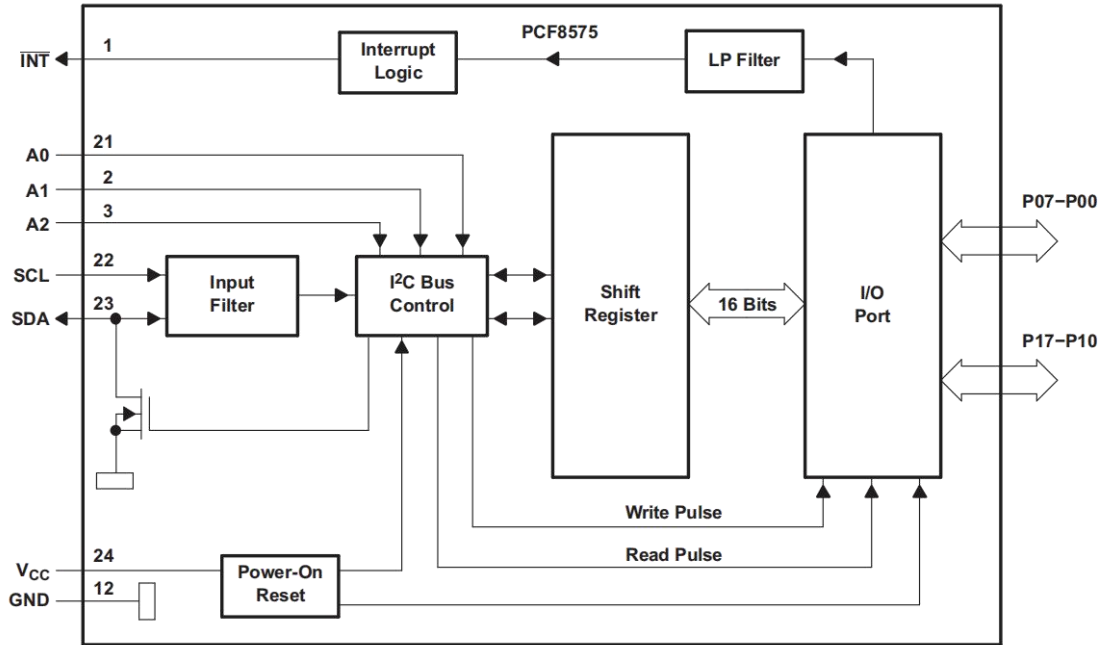 PCF8575
INT
1
Interrupt
Logic
LP Filter
A0
21
A1
2
A2
3
SCL
22
SDA
23
Input
Filter
I²C Bus
Control
Shift
Register
16 Bits
I/O
Port
P07–P00
P17–P10
Write Pulse
Read Pulse
VCC
24
GND
12
Power-On
Reset